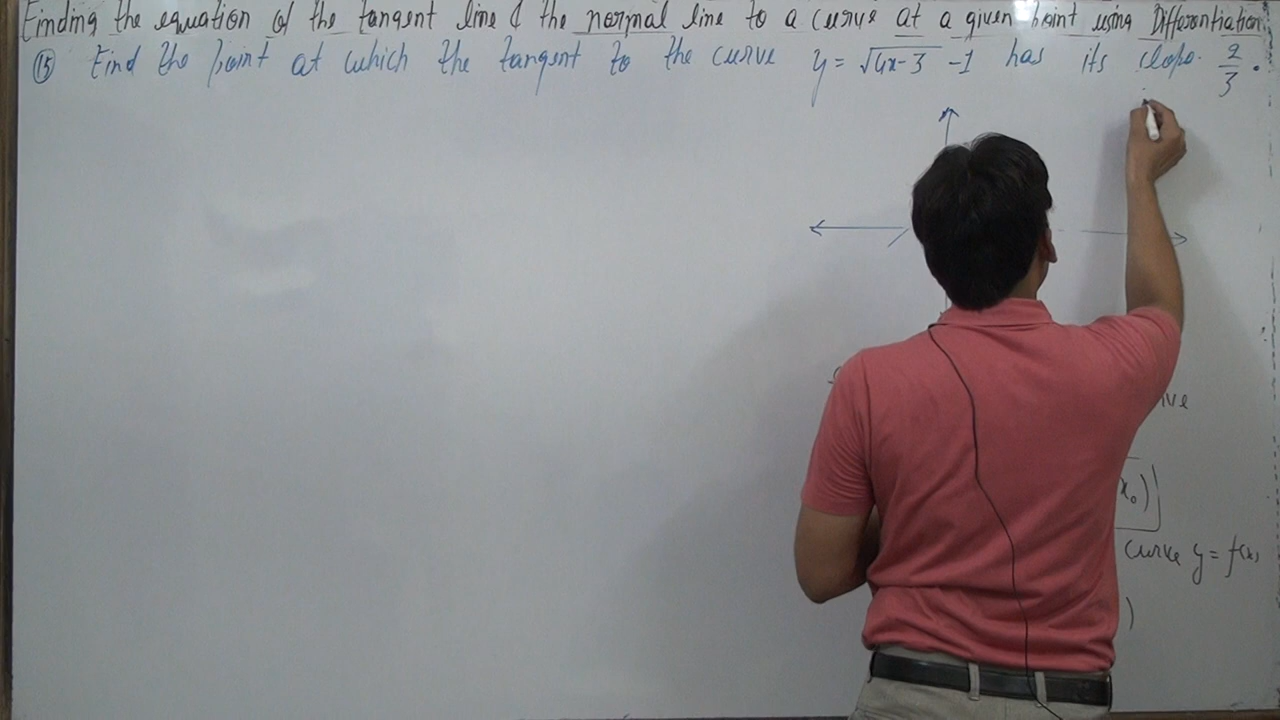 Finding the equation of the tangent line & the normal line to a curve at a given point using Differentiation.
(15) Find the point at which the tangent to the curve y = √4x-3 -1 has its slope 2/3.
x₀)
curve y = f(x)
)